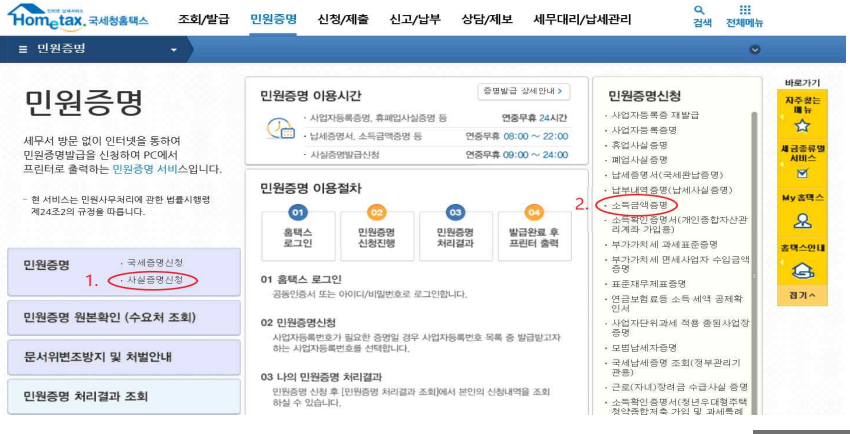 Hometax. 국세청홈택스
조회/발급 민원증명 신청/제출 신고/납부 상담/제보 세무대리/납세관리
검색 전체메뉴
민원증명
민원증명
세무서 방문 없이 인터넷을 통하여
민원증명발급을 신청하여 PC에서
프린터로 출력하는 민원증명 서비스입니다.
- 현 서비스는 민원사무처리에 관한 법률시행령
제24조2의 규정을 따릅니다.
민원증명
· 국세증명신청
1. · 사실증명신청
민원증명 원본확인 (수요처 조회)
문서위변조방지 및 처벌안내
민원증명 처리결과 조회
민원증명 이용시간
증명발급 상세안내 >
· 사업자등록증명, 휴폐업사실증명 등 연중무휴 24시간
· 납세증명서, 소득금액증명 등 연중무휴 08:00 ~ 22:00
· 사실증명발급신청 연중무휴 09:00 ~ 24:00
민원증명 이용절차
01 02 03 04
홈택스 민원증명 민원증명 발급완료 후
로그인 신청진행 처리결과 프린터 출력
01 홈택스 로그인
공동인증서 또는 아이디/비밀번호로 로그인합니다.
02 민원증명신청
사업자등록번호가 필요한 증명일 경우 사업자등록번호 목록 중 발급받고자
하는 사업자등록번호를 선택합니다.
03 나의 민원증명 처리결과
민원증명 신청 후 [민원증명 처리결과 조회]에서 본인의 신청내역을 조회
하실 수 있습니다.
민원증명신청
· 사업자등록증 재발급
· 사업자등록증명
· 휴업사실증명
· 폐업사실증명
· 납세증명서(국세완납증명)
· 납부내역증명(납세사실증명)
2. · 소득금액증명
· 소득확인증명서(개인종합자산관
리계좌 가입용)
· 부가가치세 과세표준증명
· 부가가치세 면세사업자 수입금액
증명
· 표준재무제표증명
· 연금보험료등 소득 세액 공제확
인서
· 사업자단위과세 적용 종된사업장
증명
· 모범납세자증명
· 국세납세증명 조회(정부관리기
관용)
· 근로(자녀)장려금 수급사실 증명
· 소득확인증명서(청년우대형주택
청약종합저축 가입 및 과세특례
바로가기
자주찾는
메뉴
세금종류별
서비스
My홈택스
홈택스안내
접기